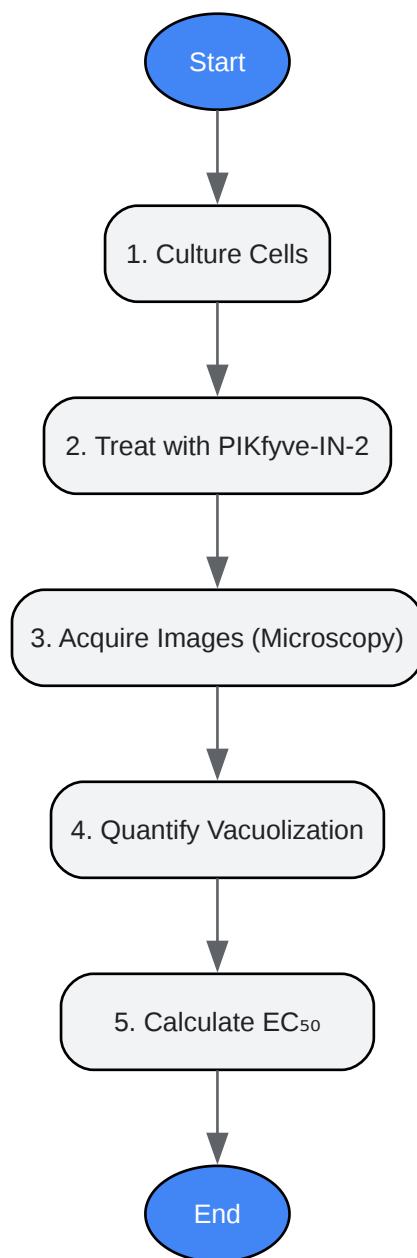 Start
1. Culture Cells
2. Treat with PIKfyve-IN-2
3. Acquire Images (Microscopy)
4. Quantify Vacuolization
5. Calculate EC₅₀
End